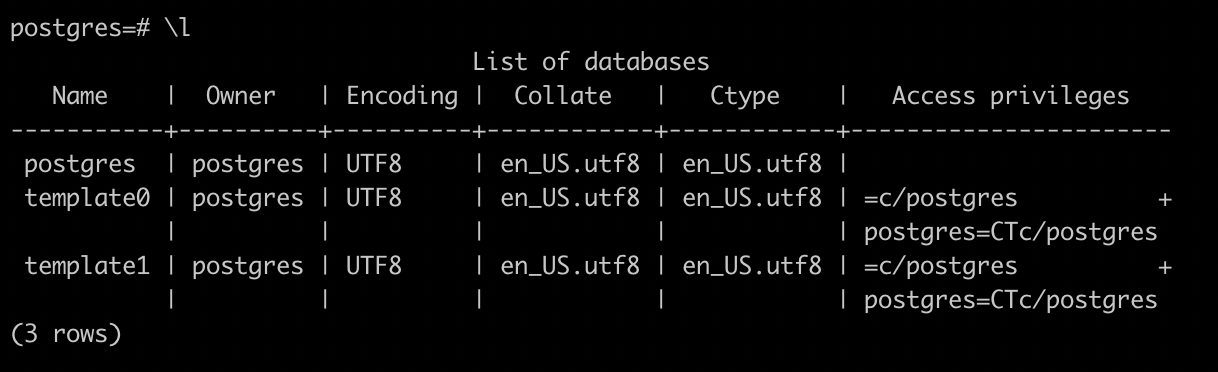 postgres=# \l
                                 List of databases
   Name    |  Owner   | Encoding |  Collate   |   Ctype    |   Access privileges
-----------+----------+----------+------------+------------+-----------------------
 postgres  | postgres | UTF8     | en_US.utf8 | en_US.utf8 |
 template0 | postgres | UTF8     | en_US.utf8 | en_US.utf8 | =c/postgres          +
           |          |          |            |            | postgres=CTc/postgres
 template1 | postgres | UTF8     | en_US.utf8 | en_US.utf8 | =c/postgres          +
           |          |          |            |            | postgres=CTc/postgres
(3 rows)